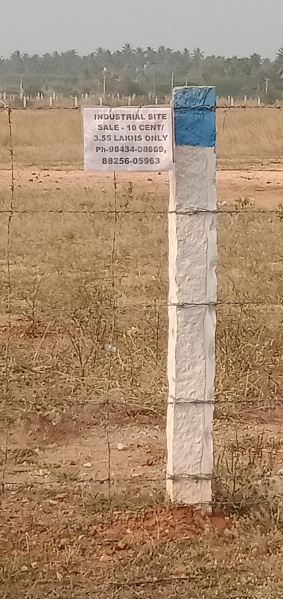 INDUSTRIAL SITE
SALE - 10 CENT/
3.55 LAKHS ONLY
Ph-98434-08669,
88256-05963